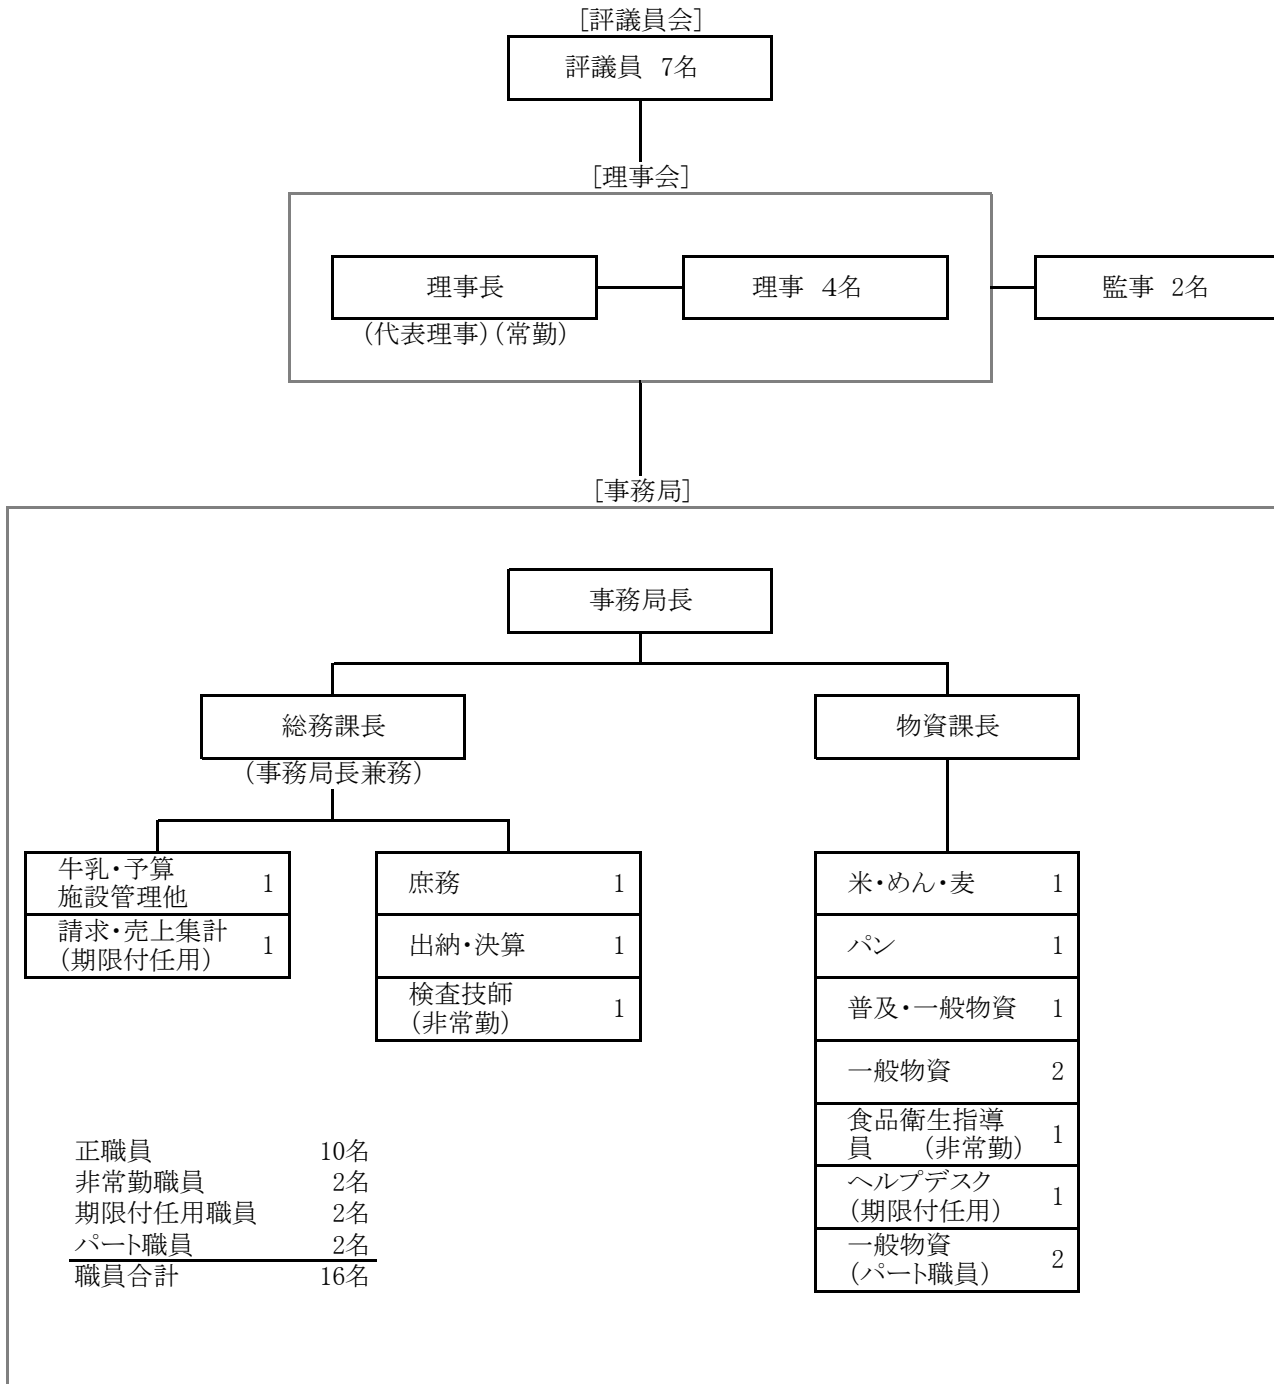 [評議員会]
評議員 7名
[理事会]
理事長
理事 4名
監事 2名
(代表理事)(常勤)
[事務局]
事務局長
総務課長
(事務局長兼務)
物資課長
牛乳・予算
施設管理他 1
請求・売上集計
(期限付任用) 1
庶務 1
出納・決算 1
検査技師
(非常勤) 1
米・めん・麦 1
パン 1
普及・一般物資 1
一般物資 2
食品衛生指導
員 (非常勤) 1
ヘルプデスク
(期限付任用) 1
一般物資
(パート職員) 2
正職員 10名
非常勤職員 2名
期限付任用職員 2名
パート職員 2名
職員合計 16名